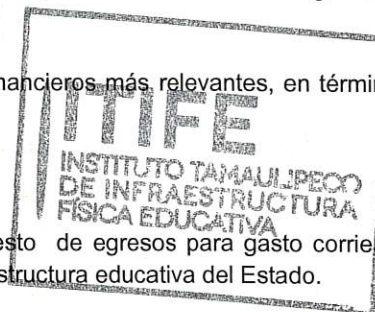 nancieros más relevantes, en términ
ITIFE
INSTITUTO TAMAULIPECO
DE INFRAESTRUCTURA
FÍSICA EDUCATIVA
esto de egresos para gasto corrie
estructura educativa del Estado.